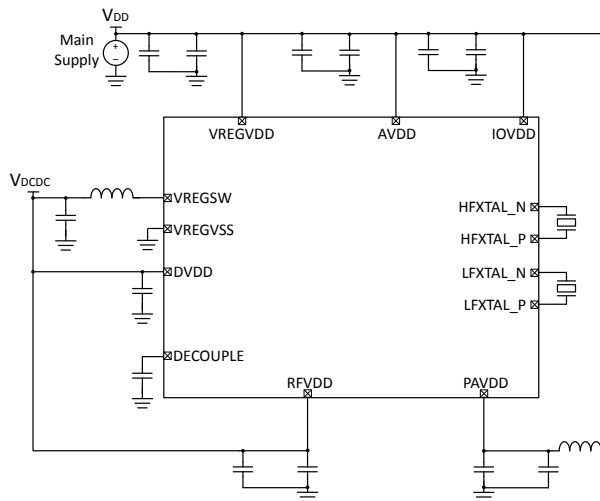 VDD
Main
Supply
+
−
VREGVDD
AVDD
IOVDD
VDCDC
VREGSW
VREGVSS
DVDD
DECOUPLE
HFXTAL_N
HFXTAL_P
LFXTAL_N
LFXTAL_P
RFVDD
PAVDD